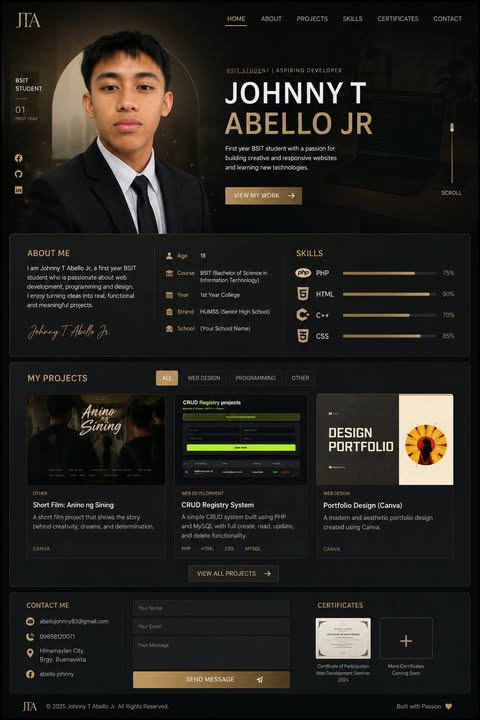 JTA
HOME ABOUT PROJECTS SKILLS CERTIFICATES CONTACT
BSIT
STUDENT
01
FIRST YEAR
BSIT STUDENT | ASPIRING DEVELOPER
JOHNNY T
ABELLO JR
First year BSIT student with a passion for
building creative and responsive websites
and learning new technologies.
VIEW MY WORK
SCROLL
ABOUT ME
I am Johnny T Abello Jr, a first year BSIT
student who is passionate about web
development, programming and design.
I enjoy turning ideas into real, functional
and meaningful projects.
Johnny T Abello Jr.
Age 18
Course BSIT (Bachelor of Science in
Information Technology)
Year 1st Year College
Strand HUMSS (Senior High School)
School (Your School Name)
SKILLS
php PHP 75%
HTML 90%
C++ 70%
CSS 85%
MY PROJECTS
ALL WEB DESIGN PROGRAMMING OTHER
Anino
ng
Sining
OTHER
Short Film: Anino ng Sining
A short film project that shows the story
behind creativity, dreams, and determination.
CANVA
CRUD Registry projects
WEB DEVELOPMENT
CRUD Registry System
A simple CRUD system built using PHP
and MySQL with full create, read, update,
and delete functionality.
PHP HTML CSS MYSQL
DESIGN
PORTFOLIO
WEB DESIGN
Portfolio Design (Canva)
A modern and aesthetic portfolio design
created using Canva.
CANVA
VIEW ALL PROJECTS
CONTACT ME
abellojohnny83@gmail.com
09658120071
Himamaylan City,
Brgy. Buenavista
abello johnny
Your Name
Your Email
Your Message
SEND MESSAGE
CERTIFICATES
Certificate of Participation
Web Development Seminar
2024
More Certificates
Coming Soon
JTA © 2025 Johnny T Abello Jr. All Rights Reserved.
Built with Passion